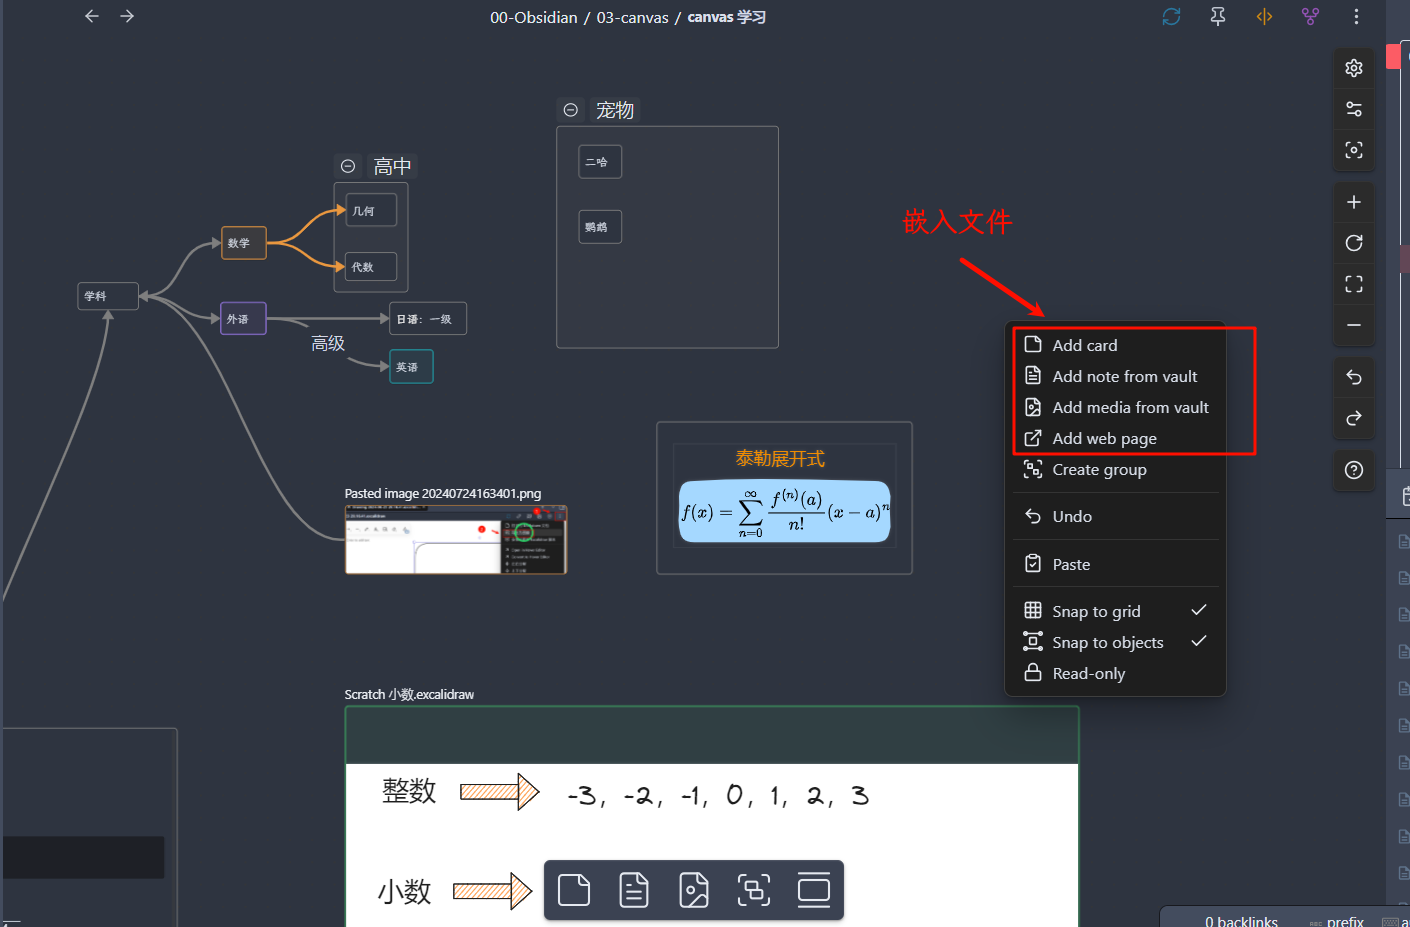 00-Obsidian / 03-canvas / canvas 学习
宠物
二哈
鹦鹉
高中
几何
代数
数学
学科
外语
日语：一级
高级
英语
嵌入文件
Add card
Add note from vault
Add media from vault
Add web page
Create group
Undo
Paste
Snap to grid
Snap to objects
Read-only
泰勒展开式
f(x) = \sum_{n=0}^{\infty} \frac{f^{(n)}(a)}{n!}(x − a)^n
Pasted image 20240724163401.png
Scratch 小数.excalidraw
整数
-3, -2, -1, 0, 1, 2, 3
小数
0 backlinks
prefix